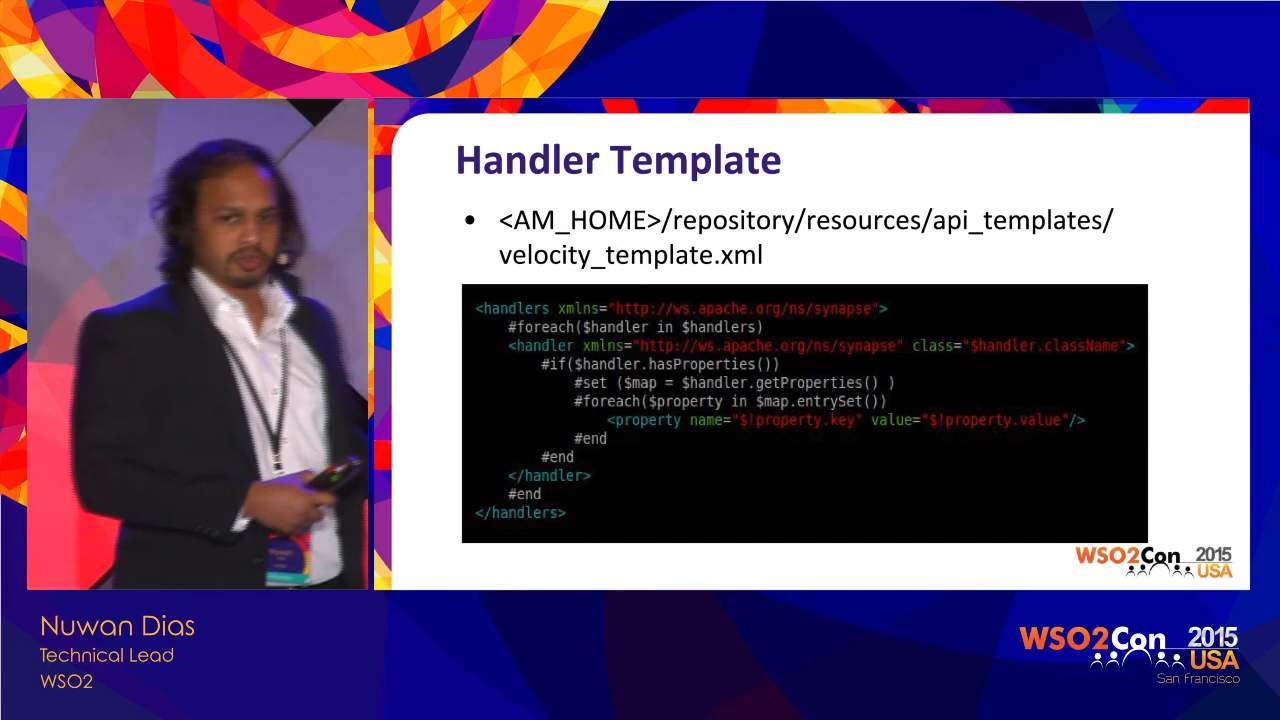 Handler Template
• <AM_HOME>/repository/resources/api_templates/
velocity_template.xml
<handlers xmlns="http://ws.apache.org/ns/synapse">
#foreach($handler in $handlers)
<handler xmlns="http://ws.apache.org/ns/synapse" class="$handler.className">
#if($handler.hasProperties())
#set ($map = $handler.getProperties() )
#foreach($property in $map.entrySet())
<property name="$!property.key" value="$!property.value"/>
#end
#end
</handler>
#end
</handlers>
WSO2Con 2015
USA
Nuwan
Nuwan Dias
Technical Lead
WSO2
WSO2Con 2015
USA
San Francisco